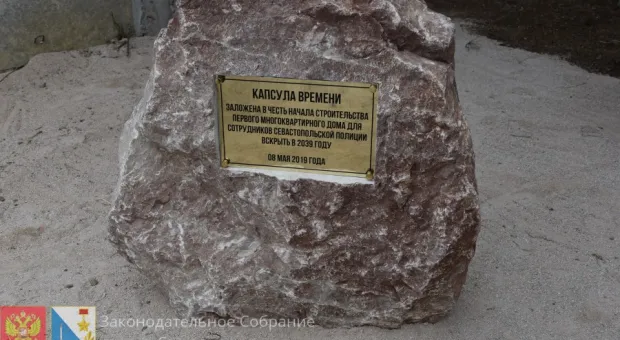 КАПСУЛА ВРЕМЕНИ
ЗАЛОЖЕНА В ЧЕСТЬ НАЧАЛА СТРОИТЕЛЬСТВА
ПЕРВОГО МНОГОКВАРТИРНОГО ДОМА ДЛЯ
СОТРУДНИКОВ СЕВАСТОПОЛЬСКОЙ ПОЛИЦИИ
ВСКРЫТЬ В 2039 ГОДУ
08 МАЯ 2019 ГОДА
Законодательное Собрание